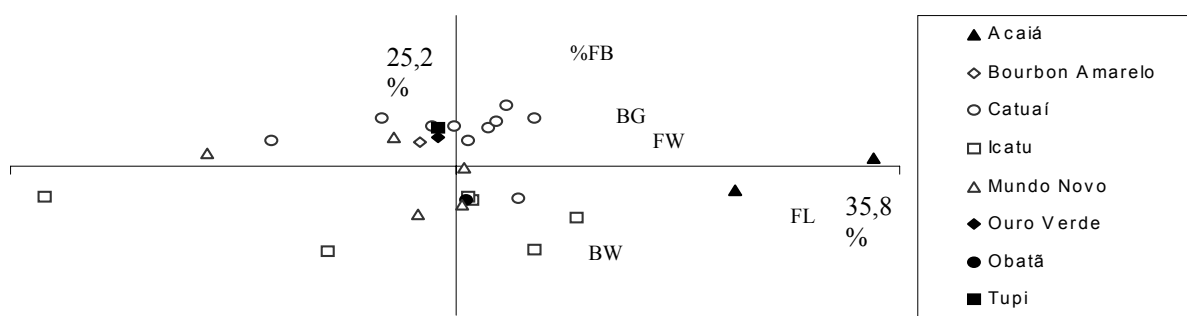 25,2
%
%FB
BG
FW
FL
35,8
%
BW
Acaiá
Bourbon Amarelo
Catuaí
Icatu
Mundo Novo
Ouro Verde
Obatã
Tupi